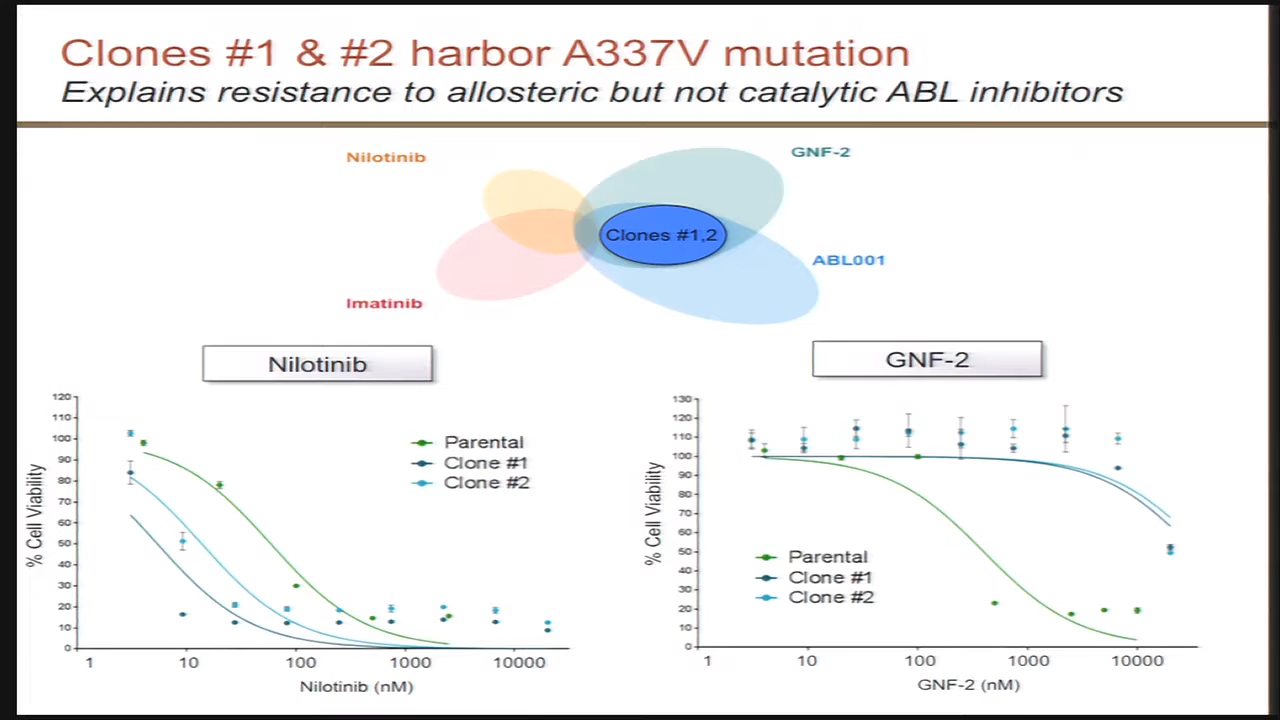 Clones #1 & #2 harbor A337V mutation
Explains resistance to allosteric but not catalytic ABL inhibitors
Nilotinib
GNF-2
Clones #1,2
ABL001
Imatinib
Nilotinib
120
110
100
90
80
70
60
50
40
30
20
10
0
% Cell Viability
Parental
Clone #1
Clone #2
1
10
100
1000
10000
Nilotinib (nM)
GNF-2
130
120
110
100
90
80
70
60
50
40
30
20
10
0
% Cell Viability
Parental
Clone #1
Clone #2
1
10
100
1000
10000
GNF-2 (nM)